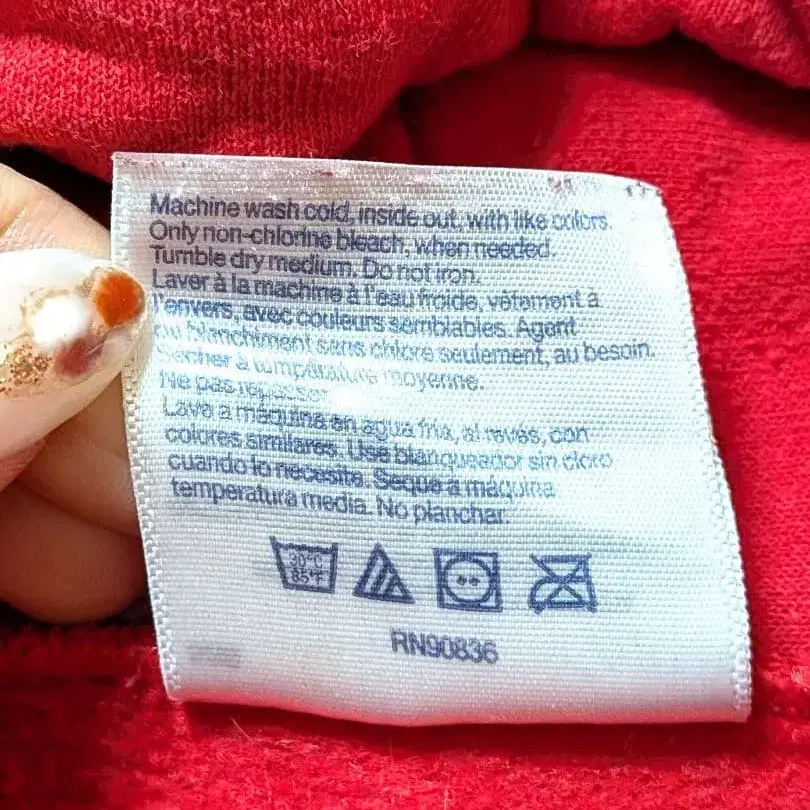 Machine wash cold, inside out, with like colors.
Only non-chlorine bleach, when needed.
Tumble dry medium. Do not iron.
Laver à la machine à l'eau froide, vêtement à
l'envers, avec couleurs semblables. Agent
de blanchiment sans chlore seulement, au besoin.
Sécher à température moyenne.
Ne pas repasser.
Lave a máquina en agua fría, al revés, con
colores similares. Use blanqueador sin cloro
cuando lo necesite. Seque a máquina
temperatura media. No planchar.
30°C
85°F
RN90836